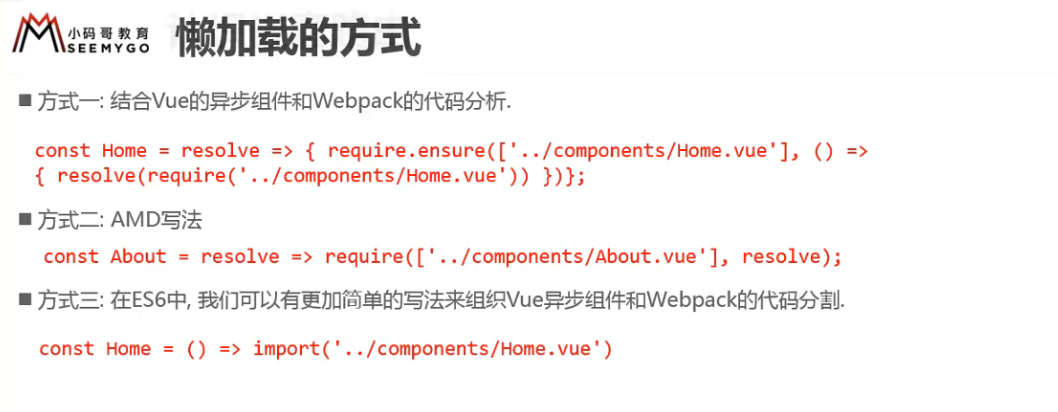 小码哥教育
SEEMYGO
懒加载的方式
方式一: 结合Vue的异步组件和Webpack的代码分析.
const Home = resolve => { require.ensure(['../components/Home.vue'], () =>
{ resolve(require('../components/Home.vue')) })};
方式二: AMD写法
const About = resolve => require(['../components/About.vue'], resolve);
方式三: 在ES6中, 我们可以有更加简单的写法来组织Vue异步组件和Webpack的代码分割.
const Home = () => import('../components/Home.vue')